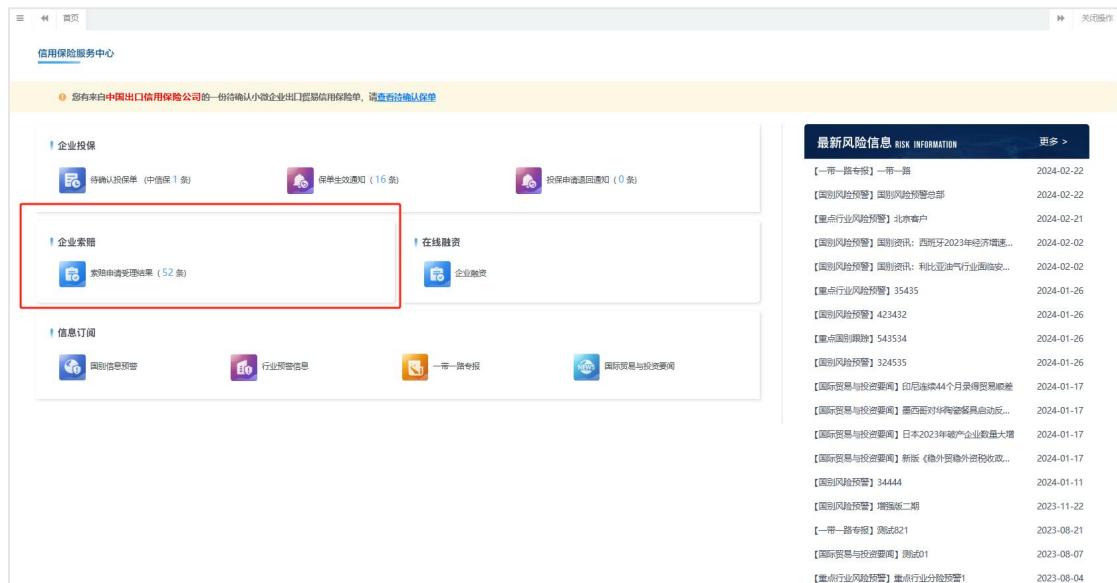 首页
关闭操作
信用保险服务中心
您有来自中国出口信用保险公司的一份待确认小微企业出口贸易信用保险单，请查看待确认保单
企业投保
待确认投保单 (中信保 1 条)
保单生效通知 (16 条)
投保申请退回通知 (0 条)
企业索赔
索赔申请受理结果 (52 条)
在线融资
企业融资
信息订阅
国别信息预警
行业预警信息
一带一路专报
国际贸易与投资要闻
NEWS
最新风险信息 RISK INFORMATION 更多 >
【一带一路专报】一带一路 2024-02-22
【国别风险预警】国别风险预警总部 2024-02-22
【重点行业风险预警】北京客户 2024-02-21
【国别风险预警】国别资讯：西班牙2023年经济增速... 2024-02-02
【国别风险预警】国别资讯：利比亚油气行业面临安... 2024-02-02
【重点行业风险预警】35435 2024-01-26
【国别风险预警】423432 2024-01-26
【重点国别跟踪】543534 2024-01-26
【国别风险预警】324535 2024-01-26
【国际贸易与投资要闻】印尼连续44个月录得贸易顺差 2024-01-17
【国际贸易与投资要闻】墨西哥对华陶瓷餐具启动反... 2024-01-17
【国际贸易与投资要闻】日本2023年破产企业数量大增 2024-01-17
【国际贸易与投资要闻】新版《稳外贸稳外资税收政... 2024-01-17
【国别风险预警】34444 2024-01-11
【国别风险预警】增强版二期 2023-11-22
【一带一路专报】测试821 2023-08-21
【国际贸易与投资要闻】测试01 2023-08-07
【重点行业风险预警】重点行业分险预警1 2023-08-04